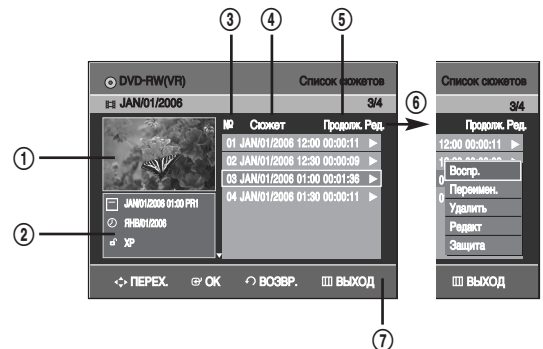 ③ ④ ⑤
DVD-RW(VR) Список сюжетов
JAN/01/2006 3/4
№ Сюжет Продолж. Ред.
01 JAN/01/2006 12:00 00:00:11
02 JAN/01/2006 12:30 00:00:09
03 JAN/01/2006 01:00 00:01:36
04 JAN/01/2006 01:30 00:00:11
①
JAN/01/2006 01:00 PR1
ЯНВ/01/2006
②
XP
ПЕРЕХ. OK ВОЗВР. ВЫХОД
⑦
⑥
Список сюжетов
3/4
Продолж. Ред.
12:00 00:00:11
Воспр.
Переимен.
Удалить
Редакт
Защита
ВЫХОД